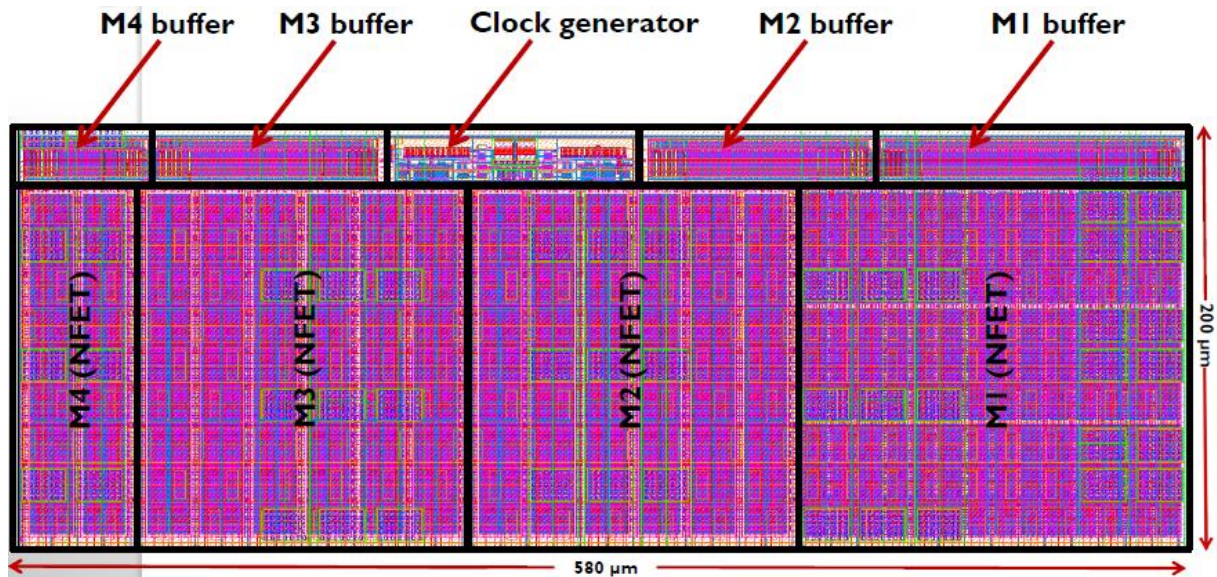 M4 buffer
M3 buffer
Clock generator
M2 buffer
M1 buffer
M4 (NFET)
M3 (NFET)
M2 (NFET)
M1 (NFET)
200 µm
580 µm